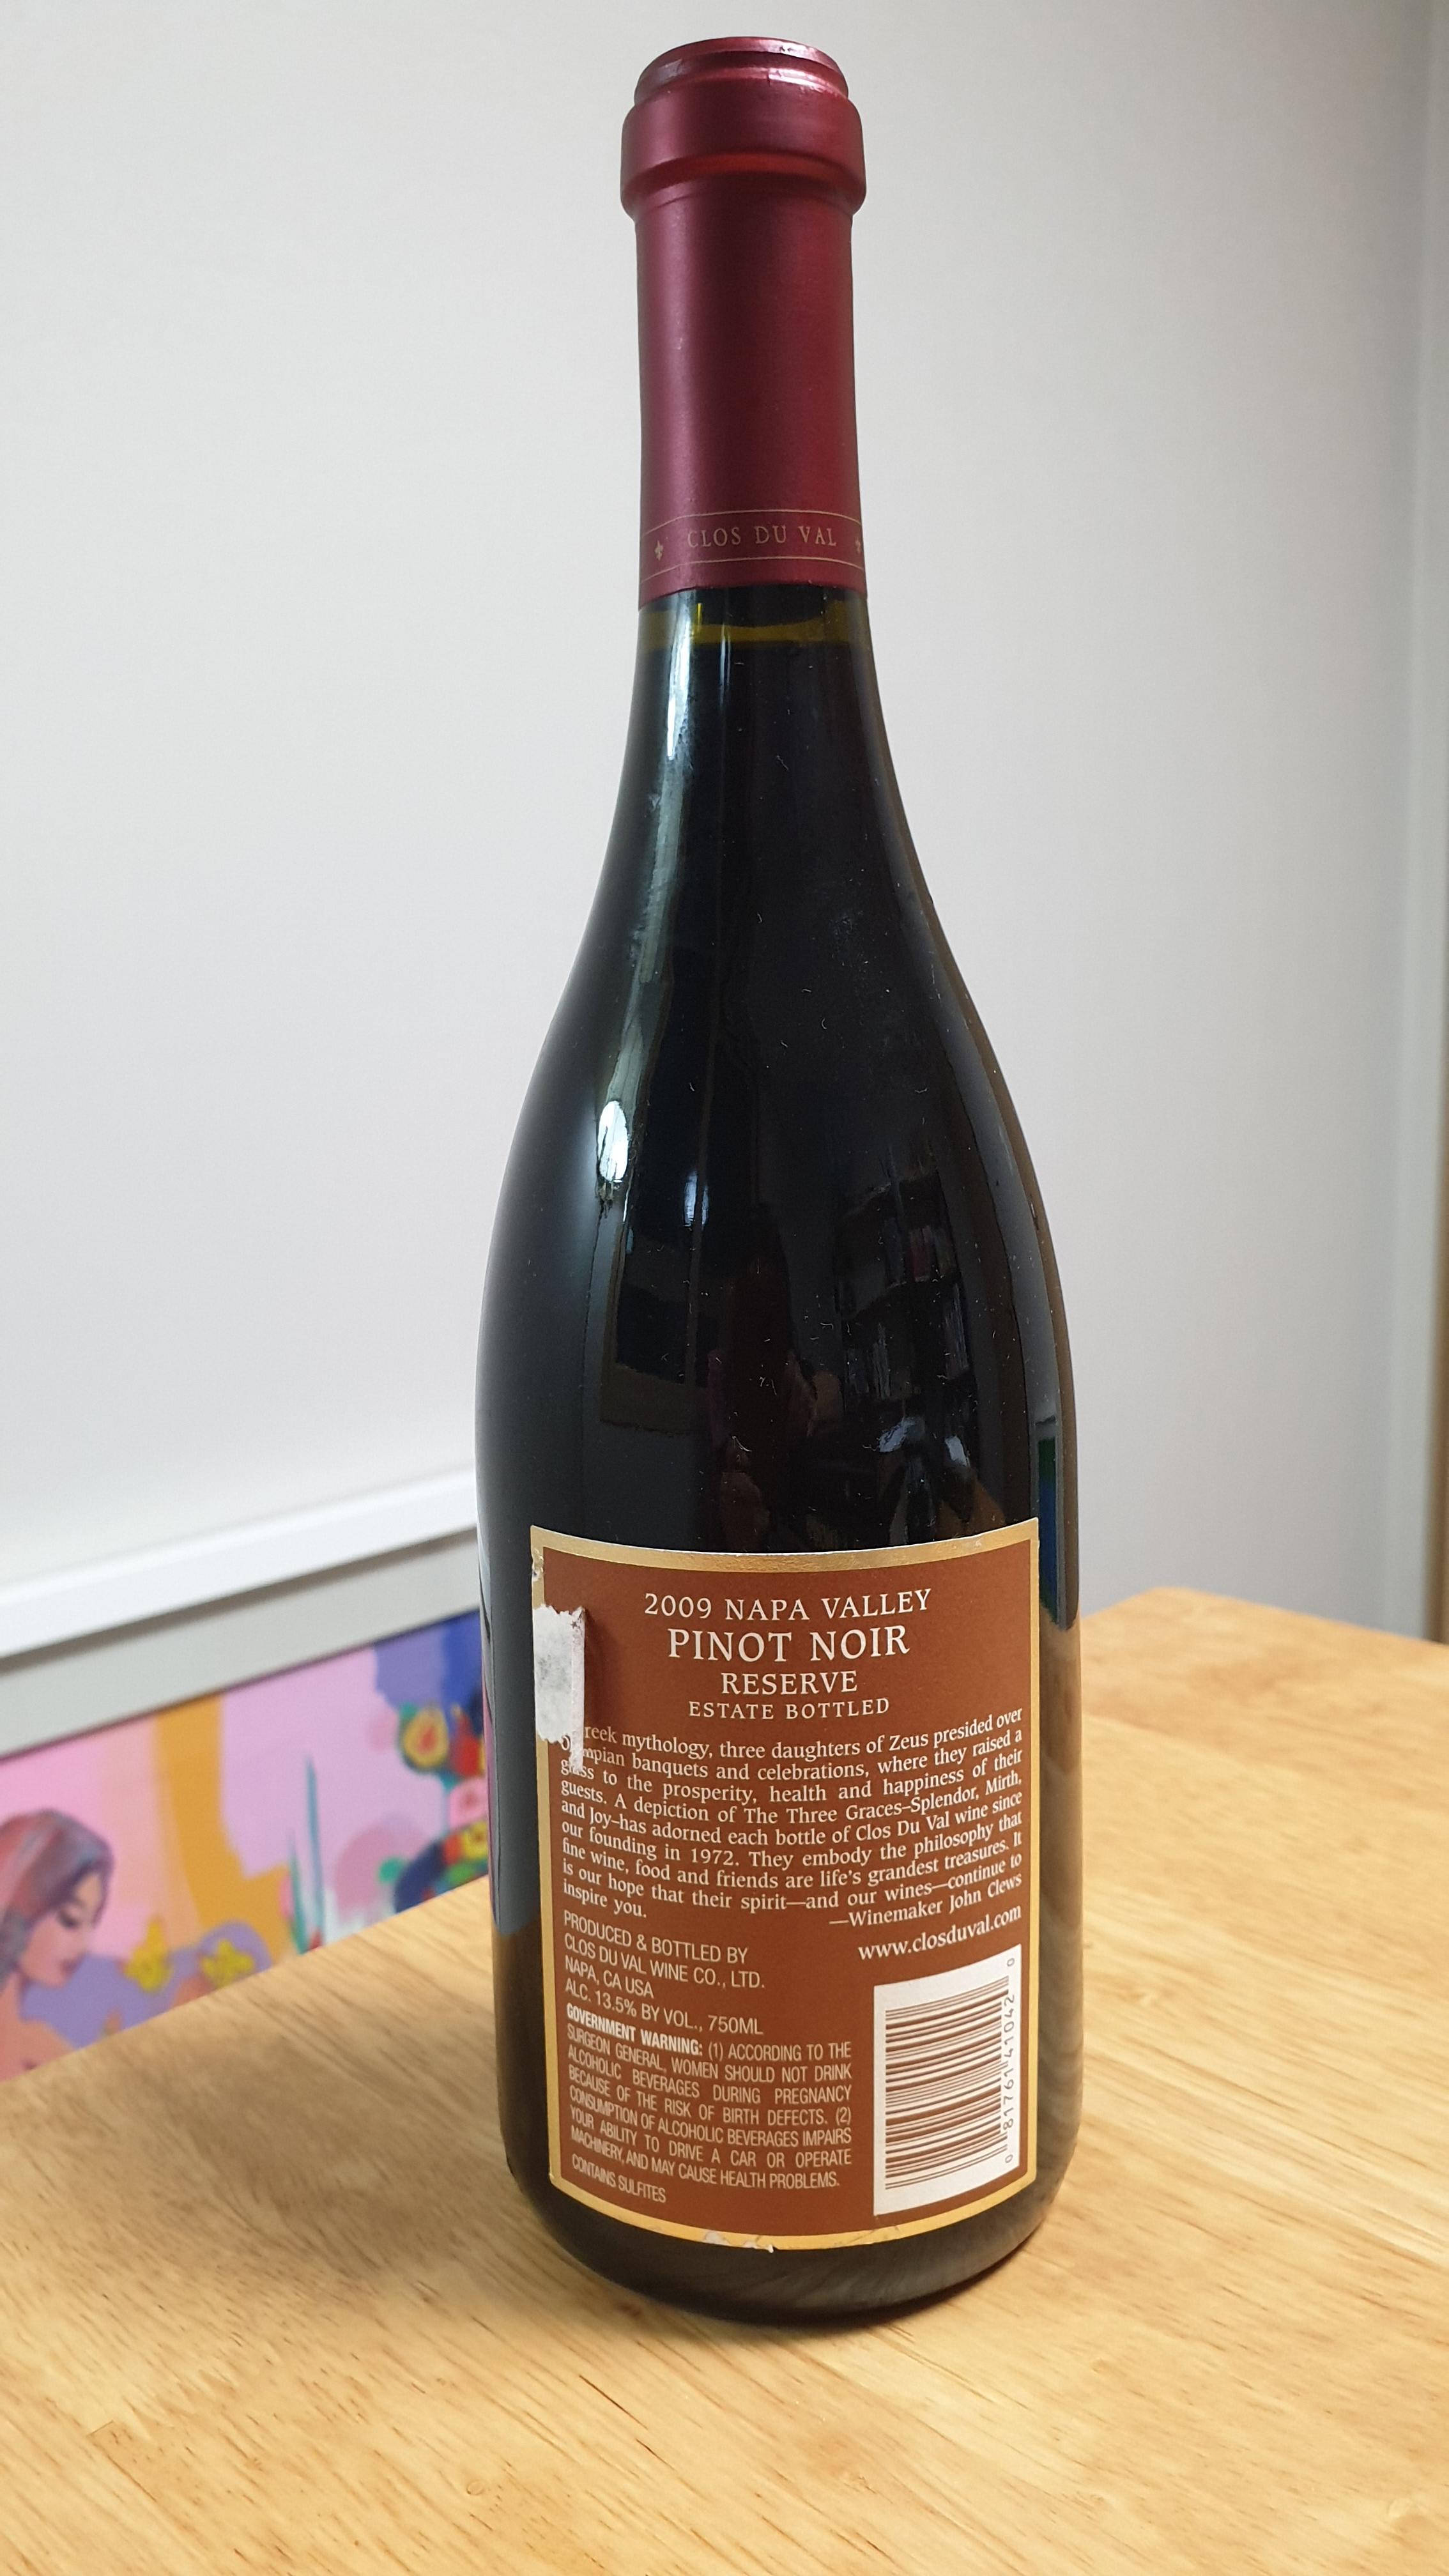 CLOS DU VAL
2009 NAPA VALLEY
PINOT NOIR
RESERVE
ESTATE BOTTLED
mythology, three daughters of Zeus presided over
banquets and celebrations, where they raised a
glass to the prosperity, health and happiness of their
guests. A depiction of The Three Graces–Splendor, Mirth,
and Joy–has adorned each bottle of Clos Du Val wine since
our founding in 1972. They embody the philosophy that
fine wine, food and friends are life's grandest treasures. It
is our hope that their spirit—and our wines—continue to
inspire you.
—Winemaker John Clews
www.closduval.com
PRODUCED & BOTTLED BY
CLOS DU VAL WINE CO., LTD.
NAPA, CA USA
ALC. 13.5% BY VOL., 750ML
GOVERNMENT WARNING: (1) ACCORDING TO THE
SURGEON GENERAL, WOMEN SHOULD NOT DRINK
ALCOHOLIC BEVERAGES DURING PREGNANCY
BECAUSE OF THE RISK OF BIRTH DEFECTS. (2)
CONSUMPTION OF ALCOHOLIC BEVERAGES IMPAIRS
YOUR ABILITY TO DRIVE A CAR OR OPERATE
MACHINERY, AND MAY CAUSE HEALTH PROBLEMS.
CONTAINS SULFITES
0 81761 41042 0